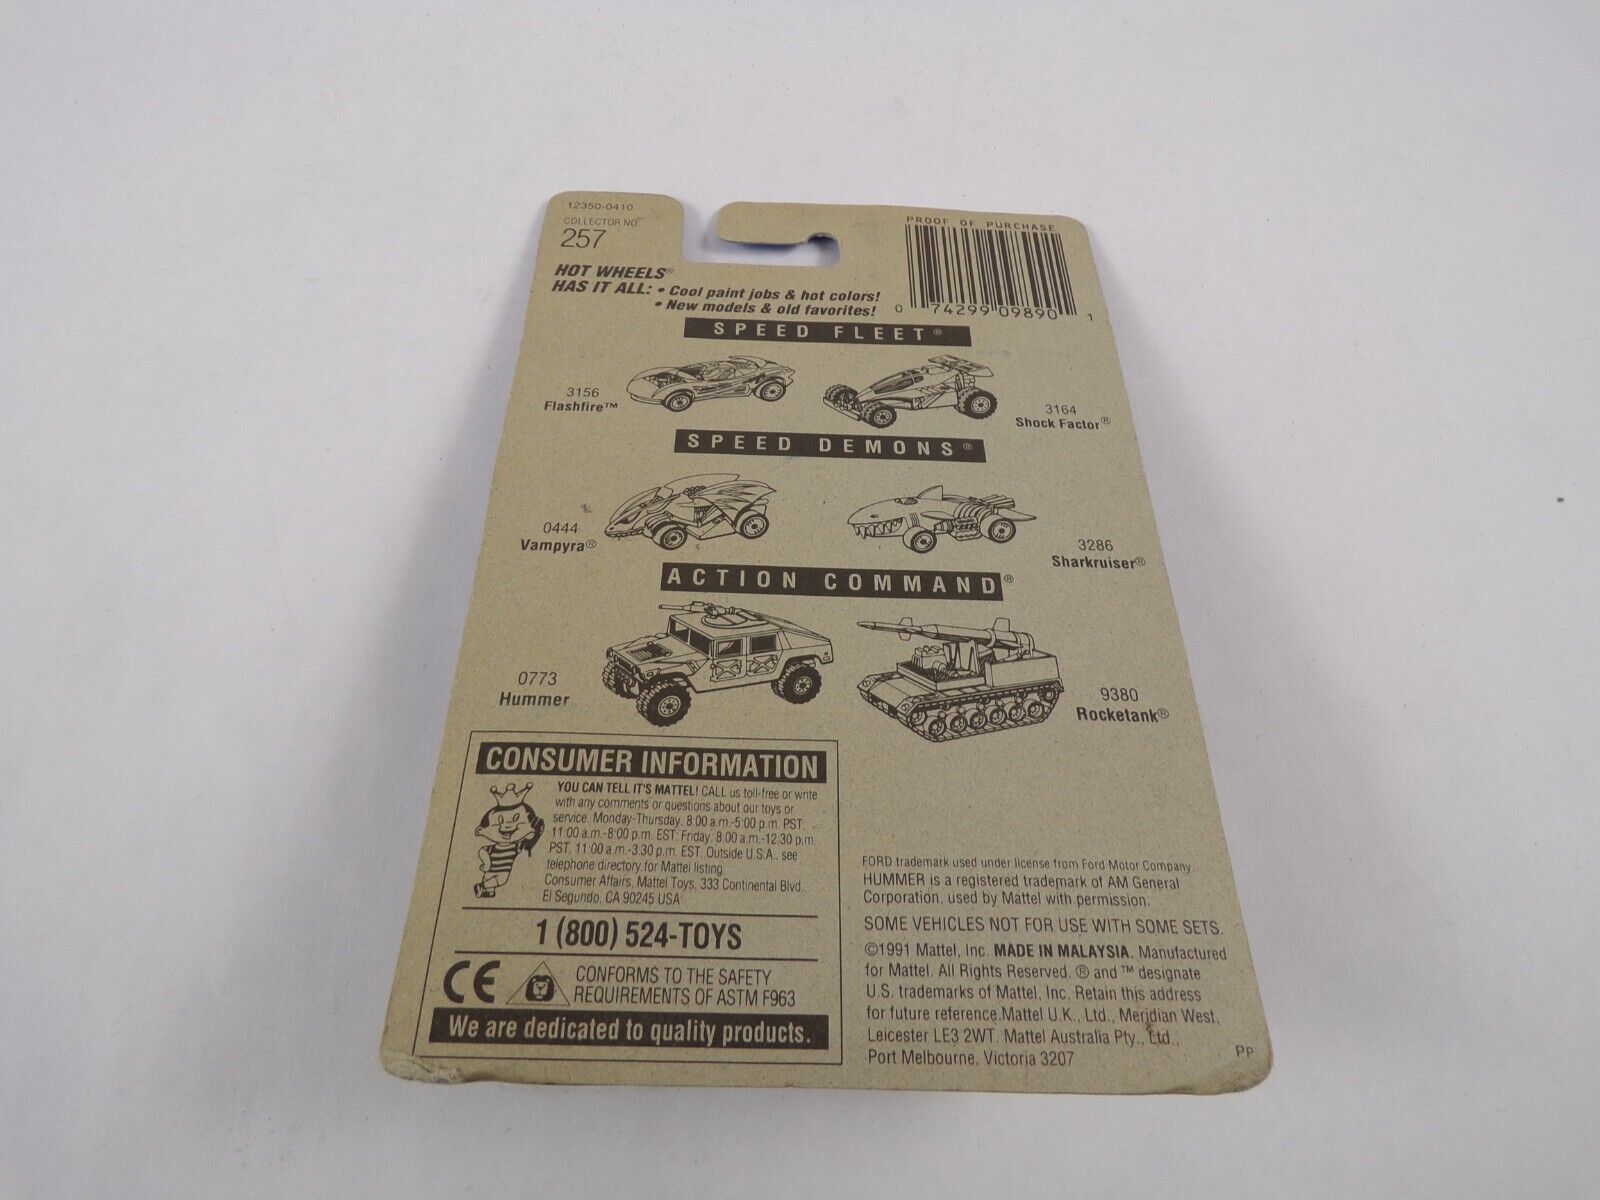 12350-0410
COLLECTOR NO.
257
PROOF OF PURCHASE
0 74299 09890 1
HOT WHEELS®
HAS IT ALL: • Cool paint jobs & hot colors!
• New models & old favorites!
SPEED FLEET®
3156
Flashfire™
3164
Shock Factor®
SPEED DEMONS®
0444
Vampyra®
3286
Sharkruiser®
ACTION COMMAND®
0773
Hummer
9380
Rocketank®
CONSUMER INFORMATION
YOU CAN TELL IT'S MATTEL! CALL us toll-free or write
with any comments or questions about our toys or
service. Monday-Thursday, 8:00 a.m.-5:00 p.m. PST,
11:00 a.m.-8:00 p.m. EST: Friday, 8:00 a.m.-12:30 p.m.
PST, 11:00 a.m.-3:30 p.m. EST. Outside U.S.A., see
telephone directory for Mattel listing.
Consumer Affairs, Mattel Toys, 333 Continental Blvd.,
El Segundo, CA 90245 USA
1 (800) 524-TOYS
CE
CONFORMS TO THE SAFETY
REQUIREMENTS OF ASTM F963
We are dedicated to quality products.
FORD trademark used under license from Ford Motor Company.
HUMMER is a registered trademark of AM General
Corporation, used by Mattel with permission.
SOME VEHICLES NOT FOR USE WITH SOME SETS.
©1991 Mattel, Inc. MADE IN MALAYSIA. Manufactured
for Mattel. All Rights Reserved. ® and ™ designate
U.S. trademarks of Mattel, Inc. Retain this address
for future reference.Mattel U.K., Ltd., Meridian West,
Leicester LE3 2WT. Mattel Australia Pty., Ltd.,
Port Melbourne, Victoria 3207
PP